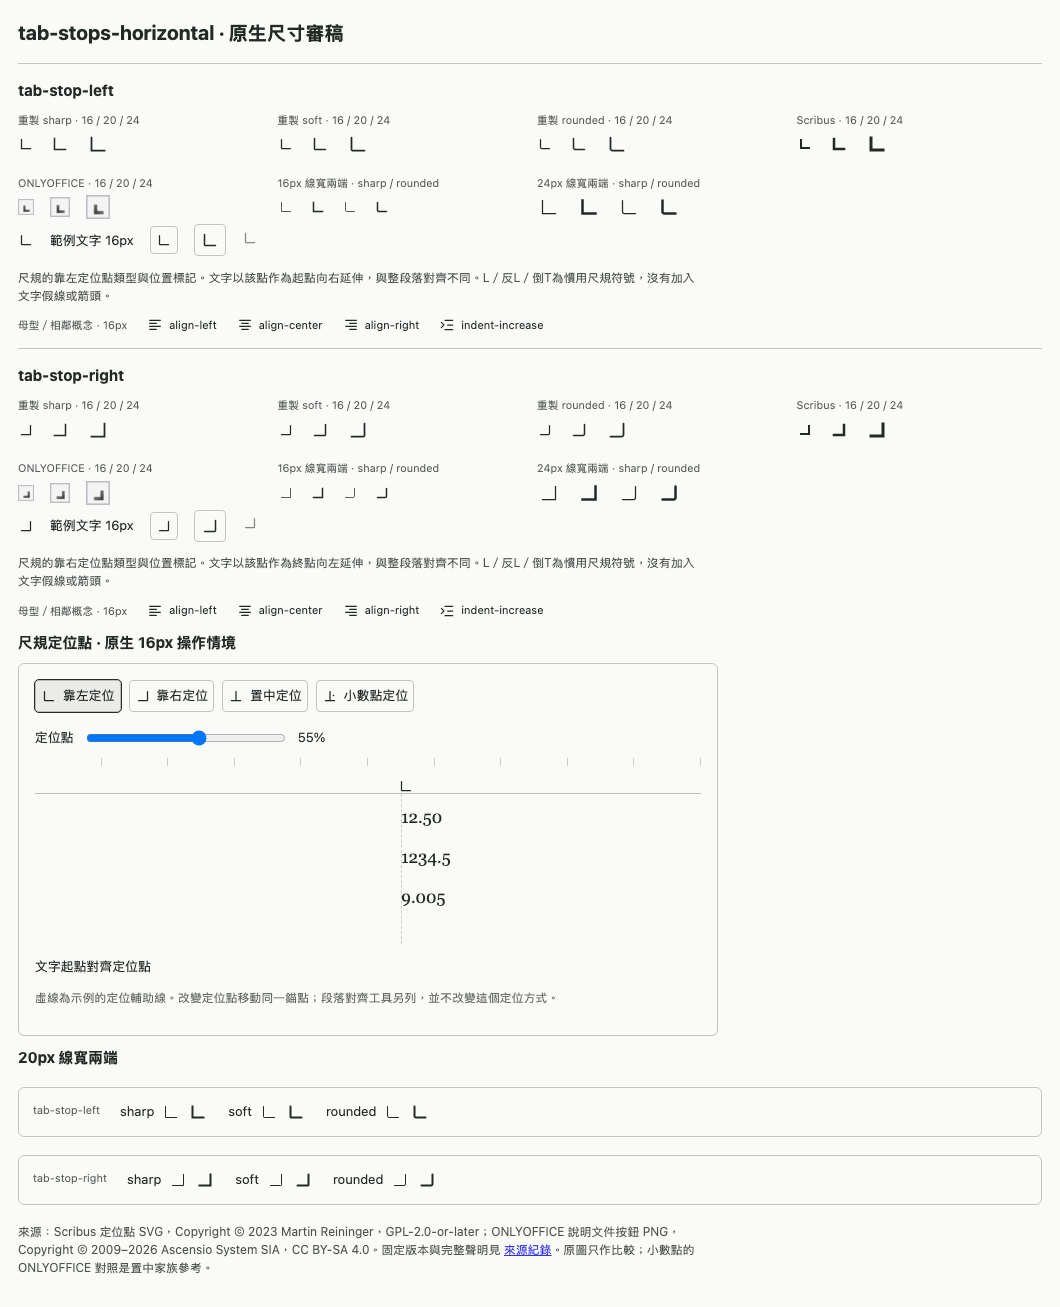 tab-stops-horizontal · 原生尺寸審稿
tab-stop-left
重製 sharp · 16 / 20 / 24
重製 soft · 16 / 20 / 24
重製 rounded · 16 / 20 / 24
Scribus · 16 / 20 / 24
ONLYOFFICE · 16 / 20 / 24
16px 線寬兩端 · sharp / rounded
24px 線寬兩端 · sharp / rounded
範例文字 16px
尺規的靠左定位點類型與位置標記。文字以該點作為起點向右延伸，與整段落對齊不同。L / 反L / 倒T為慣用尺規符號，沒有加入
文字假線或箭頭。
母型 / 相鄰概念 · 16px
align-left
align-center
align-right
indent-increase
tab-stop-right
重製 sharp · 16 / 20 / 24
重製 soft · 16 / 20 / 24
重製 rounded · 16 / 20 / 24
Scribus · 16 / 20 / 24
ONLYOFFICE · 16 / 20 / 24
16px 線寬兩端 · sharp / rounded
24px 線寬兩端 · sharp / rounded
範例文字 16px
尺規的靠右定位點類型與位置標記。文字以該點作為終點向左延伸，與整段落對齊不同。L / 反L / 倒T為慣用尺規符號，沒有加入
文字假線或箭頭。
母型 / 相鄰概念 · 16px
align-left
align-center
align-right
indent-increase
尺規定位點 · 原生 16px 操作情境
靠左定位
靠右定位
置中定位
小數點定位
定位點
55%
12.50
1234.5
9.005
文字起點對齊定位點
虛線為示例的定位輔助線。改變定位點移動同一錨點；段落對齊工具另列，並不改變這個定位方式。
20px 線寬兩端
tab-stop-left
sharp
soft
rounded
tab-stop-right
sharp
soft
rounded
來源：Scribus 定位點 SVG，Copyright © 2023 Martin Reininger，GPL-2.0-or-later；ONLYOFFICE 說明文件按鈕 PNG，
Copyright © 2009–2026 Ascensio System SIA，CC BY-SA 4.0。固定版本與完整聲明見 來源紀錄。原圖只作比較；小數點的
ONLYOFFICE 對照是置中家族參考。